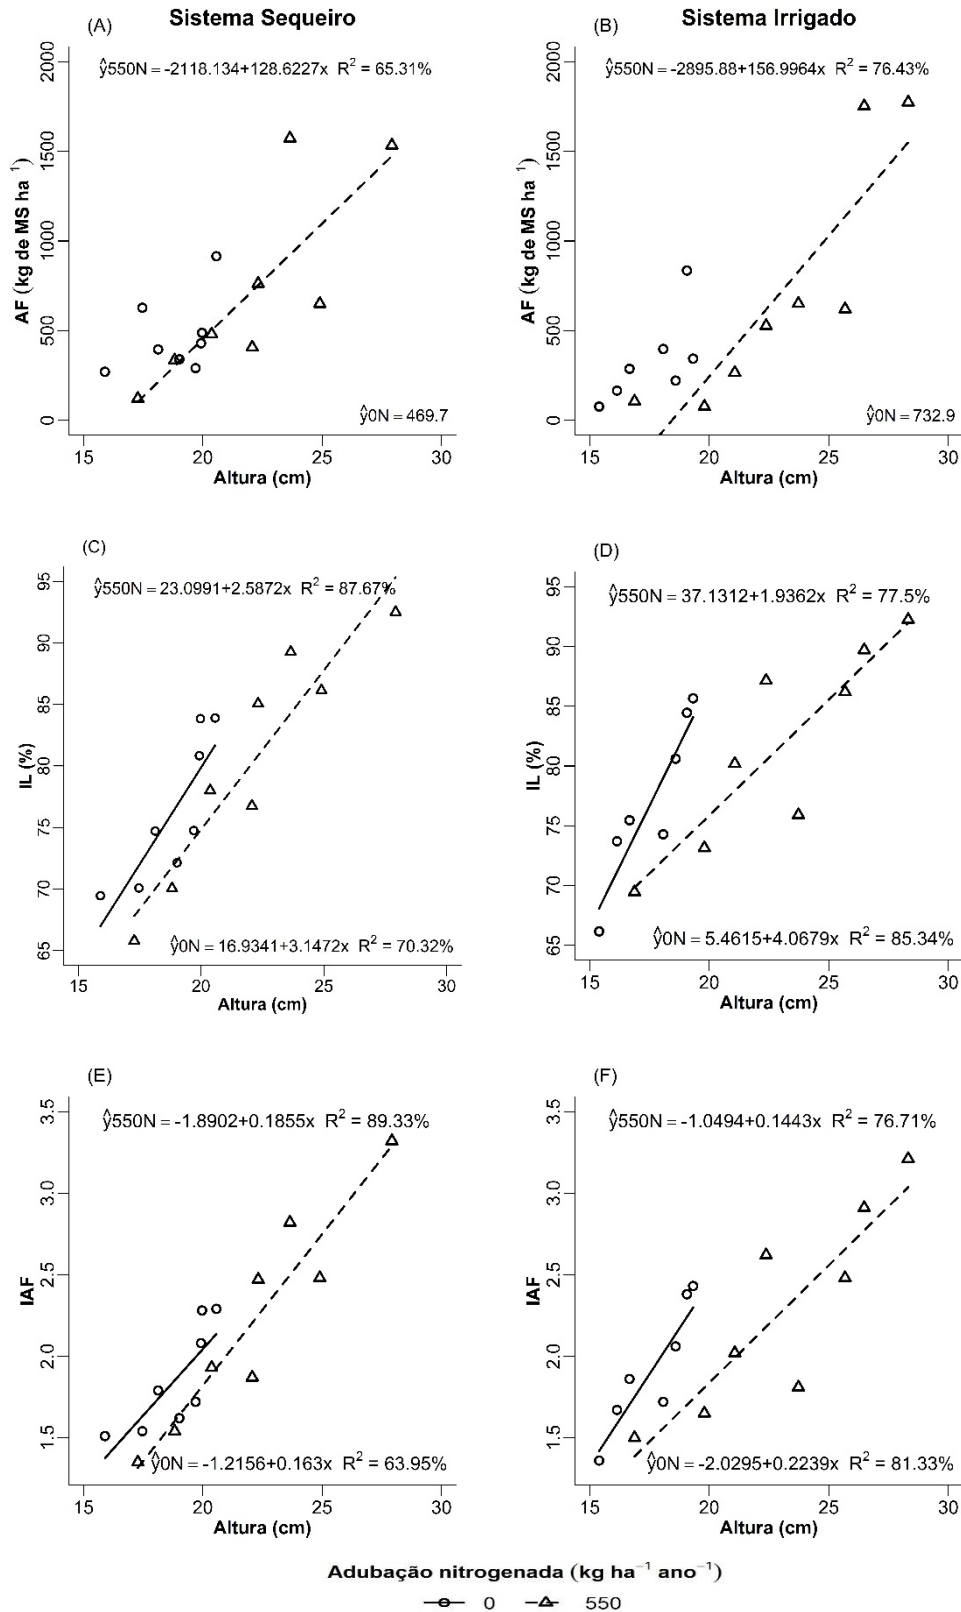 Sistema Sequeiro
Sistema Irrigado
(A)
ŷ550N = -2118.134+128.6227x R² = 65.31%
2000
1500
1000
500
0
AF (kg de MS ha⁻¹)
ŷ0N = 469.7
15 20 25 30
Altura (cm)
(B)
ŷ550N = -2895.88+156.9964x R² = 76.43%
2000
1500
1000
500
0
AF (kg de MS ha⁻¹)
ŷ0N = 732.9
15 20 25 30
Altura (cm)
(C)
ŷ550N = 23.0991+2.5872x R² = 87.67%
95
90
85
80
75
70
65
IL (%)
ŷ0N = 16.9341+3.1472x R² = 70.32%
15 20 25 30
Altura (cm)
(D)
ŷ550N = 37.1312+1.9362x R² = 77.5%
95
90
85
80
75
70
65
IL (%)
ŷ0N = 5.4615+4.0679x R² = 85.34%
15 20 25 30
Altura (cm)
(E)
ŷ550N = -1.8902+0.1855x R² = 89.33%
3.5
3.0
2.5
2.0
1.5
IAF
ŷ0N = -1.2156+0.163x R² = 63.95%
15 20 25 30
Altura (cm)
(F)
ŷ550N = -1.0494+0.1443x R² = 76.71%
3.5
3.0
2.5
2.0
1.5
IAF
ŷ0N = -2.0295+0.2239x R² = 81.33%
15 20 25 30
Altura (cm)
Adubação nitrogenada (kg ha⁻¹ ano⁻¹)
0 550